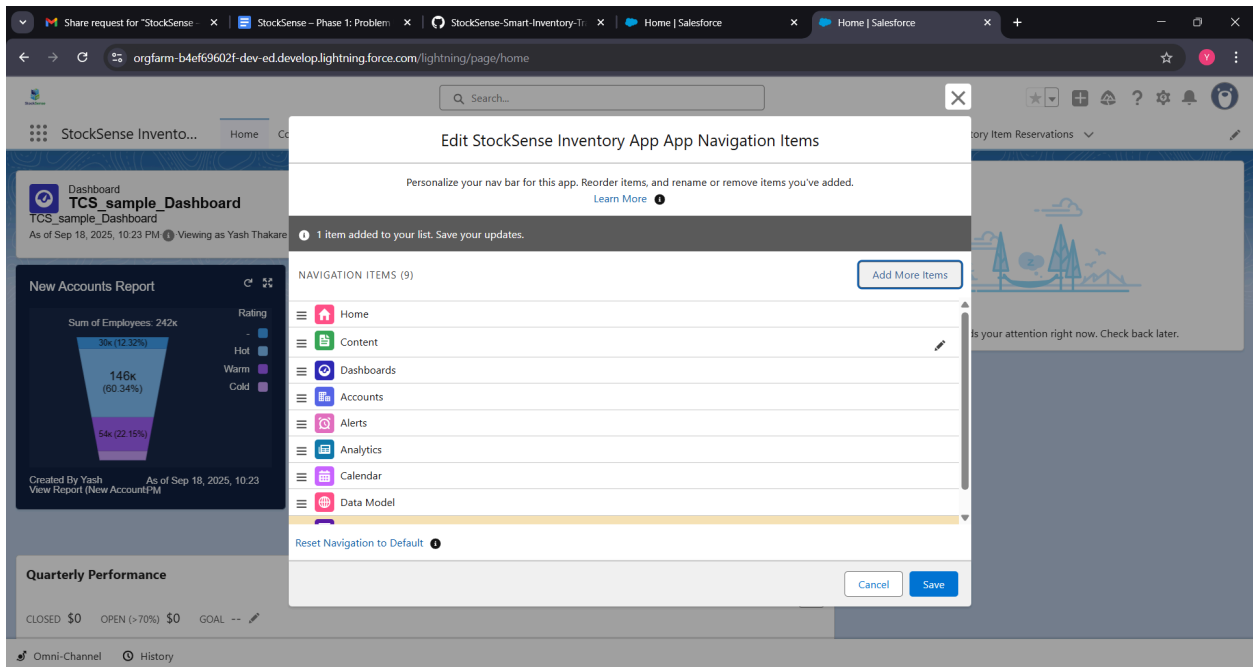 Share request for "StockSense -
StockSense – Phase 1: Problem
StockSense-Smart-Inventory-Tr
Home | Salesforce
Home | Salesforce
orgfarm-b4ef69602f-dev-ed.develop.lightning.force.com/lightning/page/home
Y
Search...
StockSense Invento...
Home
Co
tory Item Reservations
Dashboard
TCS_sample_Dashboard
TCS_sample_Dashboard
As of Sep 18, 2025, 10:23 PM Viewing as Yash Thakare
New Accounts Report
Sum of Employees: 242k
Rating
-
Hot
Warm
Cold
30k (12.32%)
146K
(60.34%)
54k (22.15%)
Created By Yash
As of Sep 18, 2025, 10:23
View Report (New Account
PM
Quarterly Performance
CLOSED $0 OPEN (>70%) $0 GOAL --
Omni-Channel History
Edit StockSense Inventory App App Navigation Items
Personalize your nav bar for this app. Reorder items, and rename or remove items you've added.
Learn More
1 item added to your list. Save your updates.
NAVIGATION ITEMS (9)
Add More Items
Home
Content
Dashboards
Accounts
Alerts
Analytics
Calendar
Data Model
Reset Navigation to Default
Cancel
Save
ds your attention right now. Check back later.